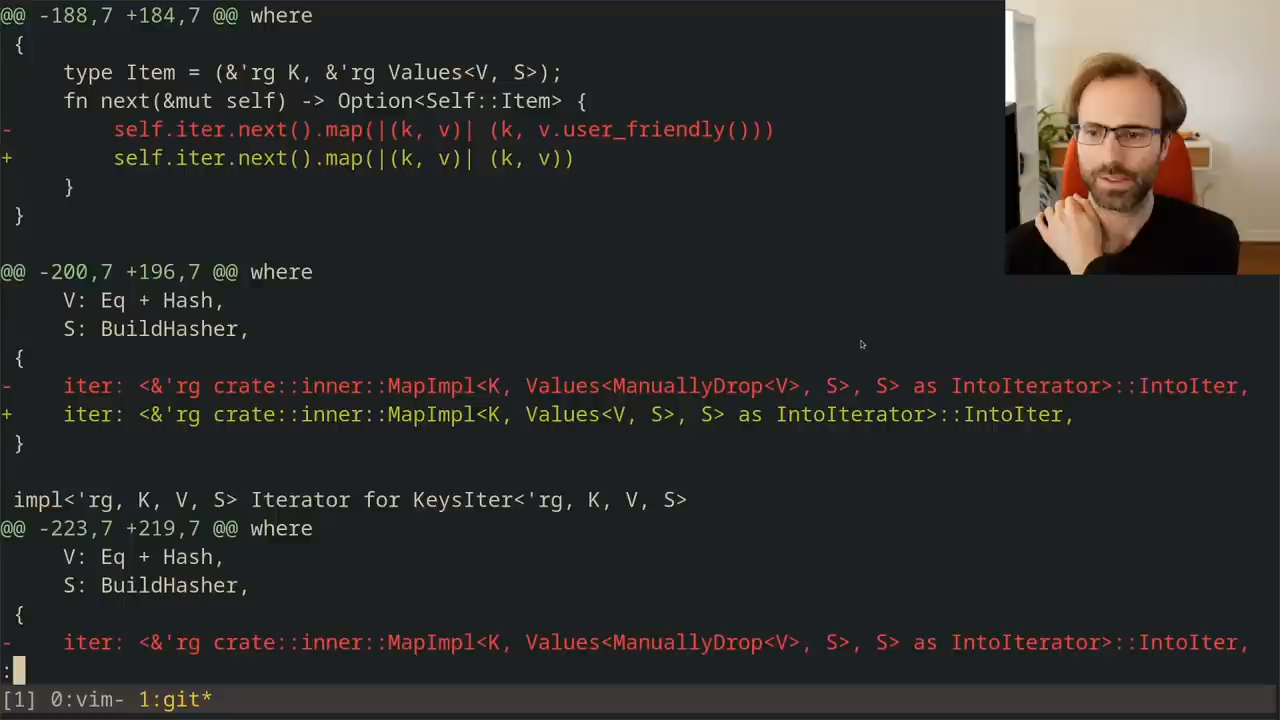 @@ -188,7 +184,7 @@ where
 {
     type Item = (&'rg K, &'rg Values<V, S>);
     fn next(&mut self) -> Option<Self::Item> {
-        self.iter.next().map(|(k, v)| (k, v.user_friendly()))
+        self.iter.next().map(|(k, v)| (k, v))
     }
 }
@@ -200,7 +196,7 @@ where
     V: Eq + Hash,
     S: BuildHasher,
 {
-    iter: <&'rg crate::inner::MapImpl<K, Values<ManuallyDrop<V>, S>, S> as IntoIterator>::IntoIter,
+    iter: <&'rg crate::inner::MapImpl<K, Values<V, S>, S> as IntoIterator>::IntoIter,
 }
 impl<'rg, K, V, S> Iterator for KeysIter<'rg, K, V, S>
@@ -223,7 +219,7 @@ where
     V: Eq + Hash,
     S: BuildHasher,
 {
-    iter: <&'rg crate::inner::MapImpl<K, Values<ManuallyDrop<V>, S>, S> as IntoIterator>::IntoIter,
:
[1] 0:vim- 1:git*